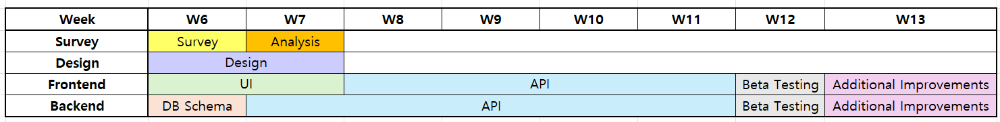 Week W6 W7 W8 W9 W10 W11 W12 W13
Survey Survey Analysis
Design Design
Frontend UI API Beta Testing Additional Improvements
Backend DB Schema API Beta Testing Additional Improvements